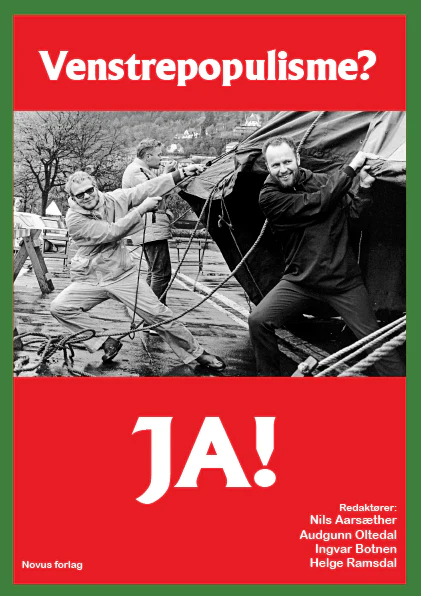 Venstrepopulisme?
JA!
Redaktører:
Nils Aarsæther
Audgunn Oltedal
Ingvar Botnen
Helge Ramsdal
Novus forlag